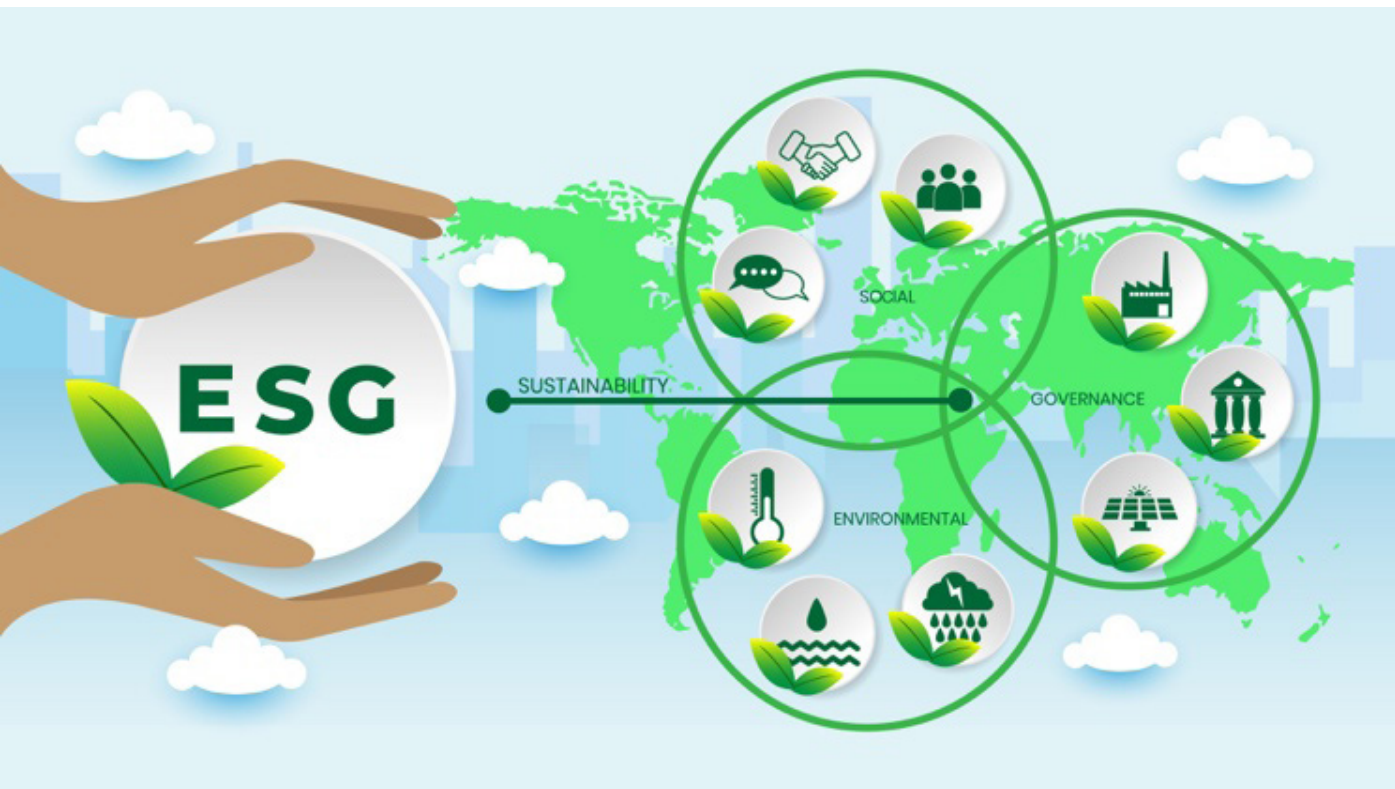 ESG
SUSTAINABILITY
SOCIAL
GOVERNANCE
ENVIRONMENTAL